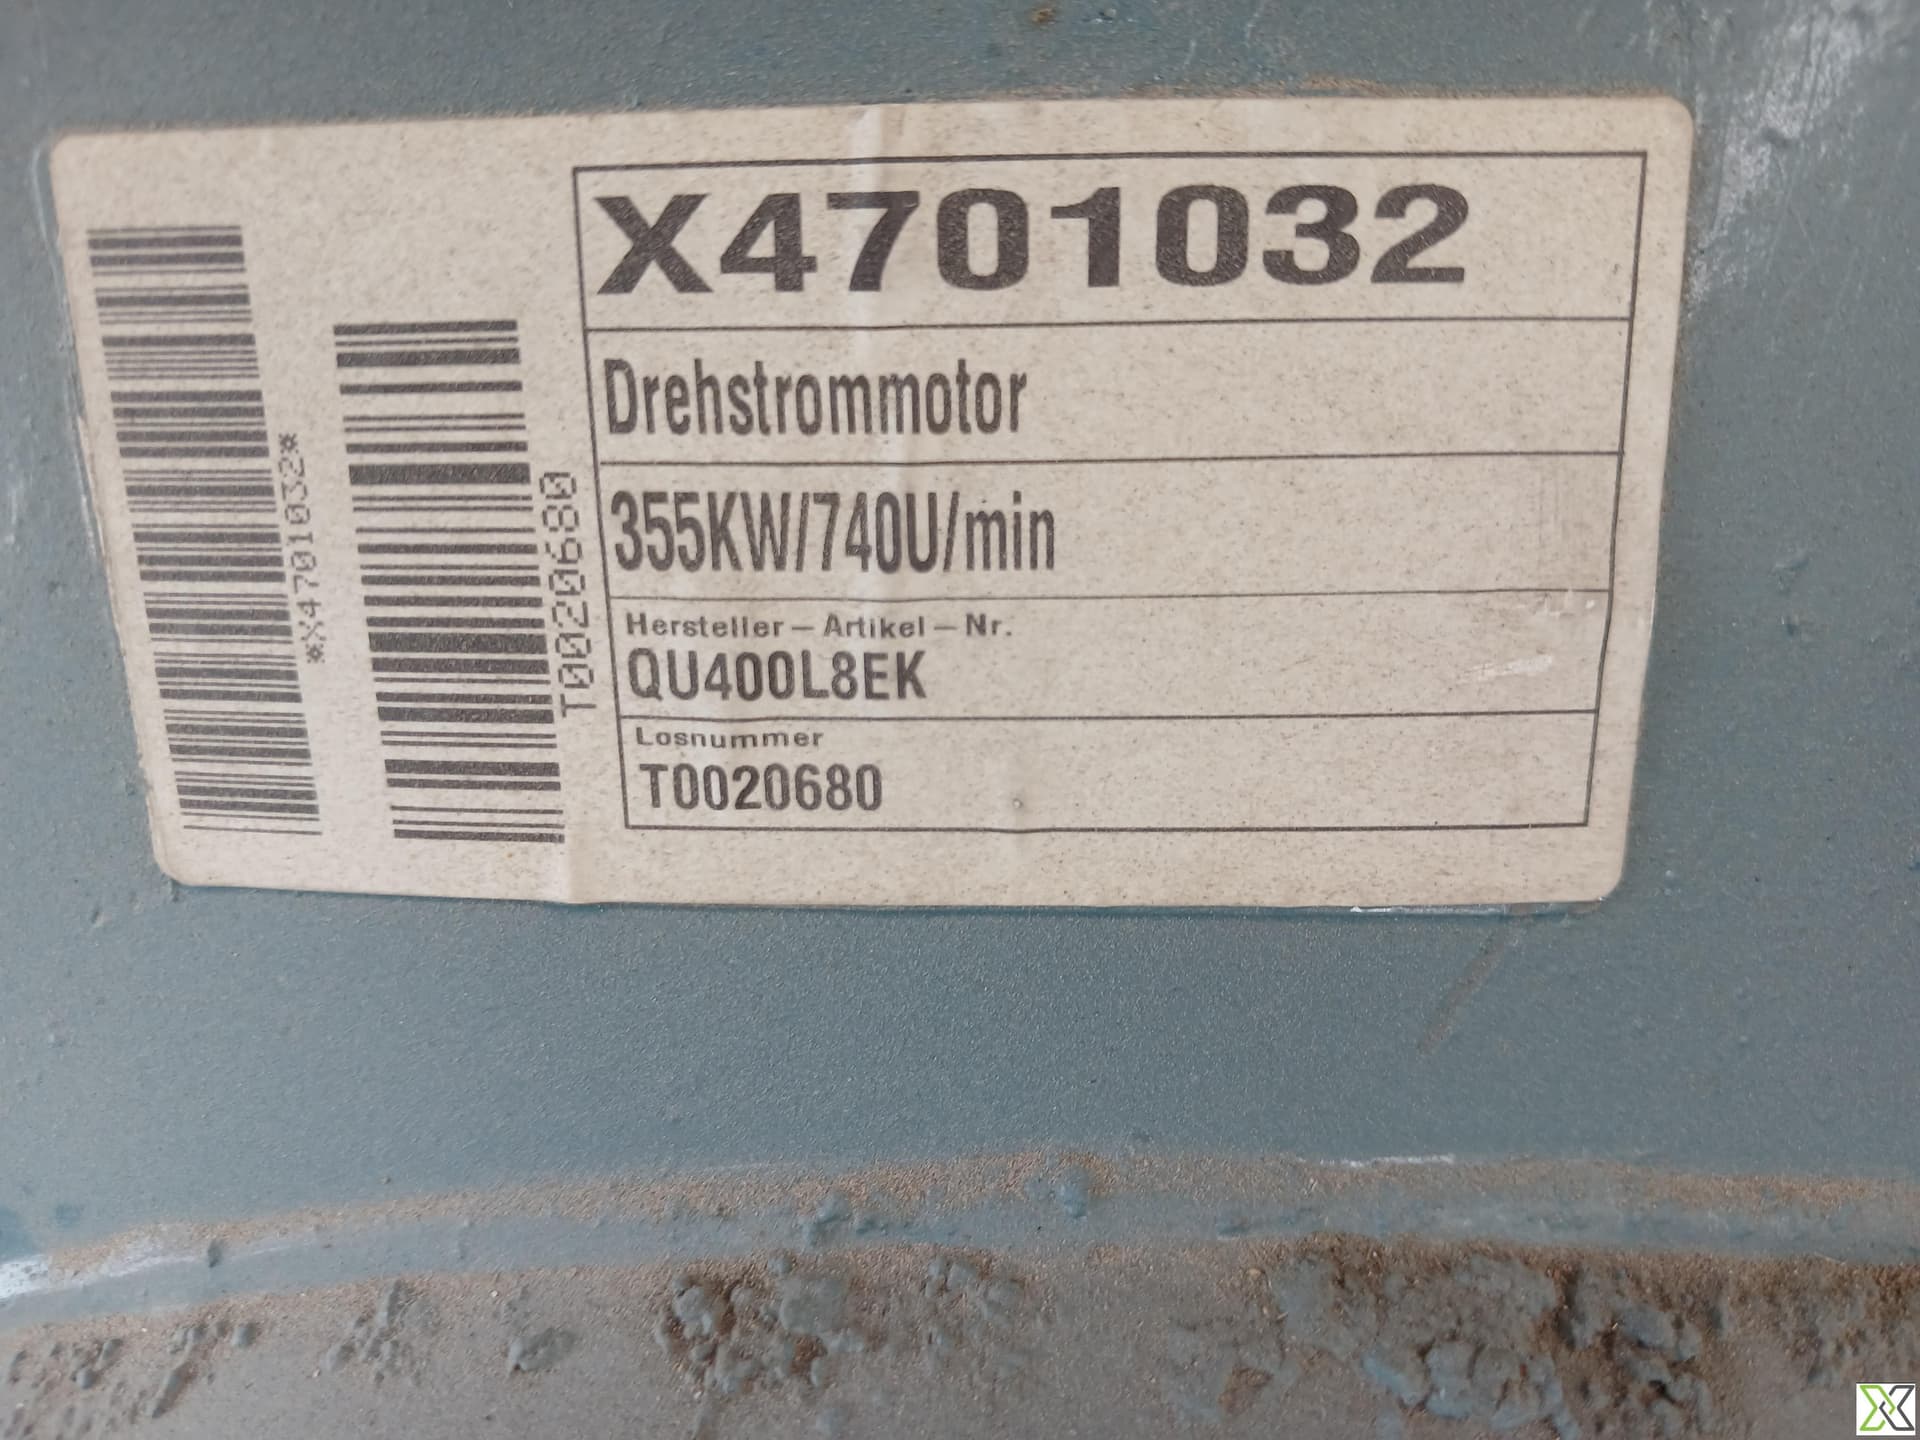 X4701032
Drehstrommotor
355KW/740U/min
Hersteller – Artikel – Nr.
QU400L8EK
Losnummer
T0020680
*X4701032*
T0020680